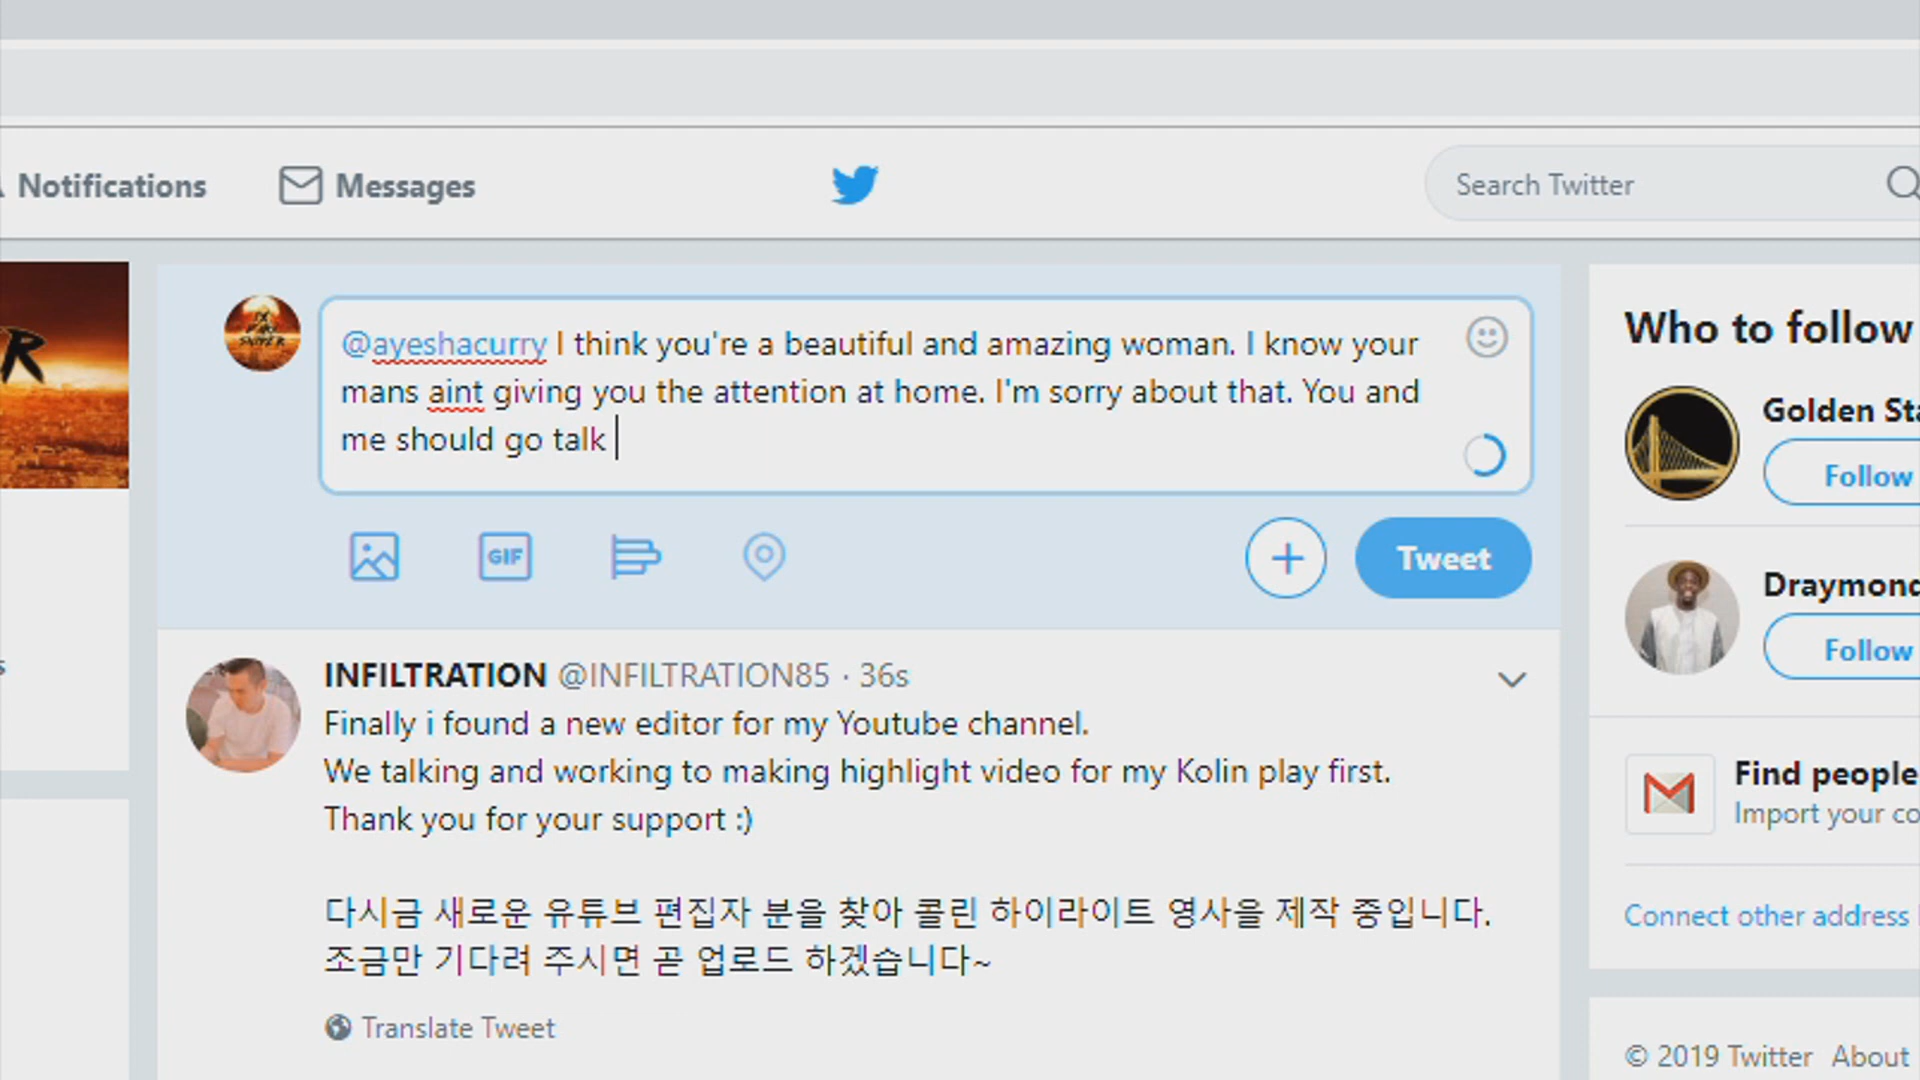 Notifications
Messages
Search Twitter
R
@ayeshacurry I think you're a beautiful and amazing woman. I know your
mans aint giving you the attention at home. I'm sorry about that. You and
me should go talk
GIF
Tweet
INFILTRATION @INFILTRATION85 · 36s
Finally i found a new editor for my Youtube channel.
We talking and working to making highlight video for my Kolin play first.
Thank you for your support :)
다시금 새로운 유튜브 편집자 분을 찾아 콜린 하이라이트 영사을 제작 중입니다.
조금만 기다려 주시면 곧 업로드 하겠습니다~
Translate Tweet
Who to follow
Golden Sta
Follow
Draymond
Follow
Find people
Import your co
Connect other address
© 2019 Twitter About